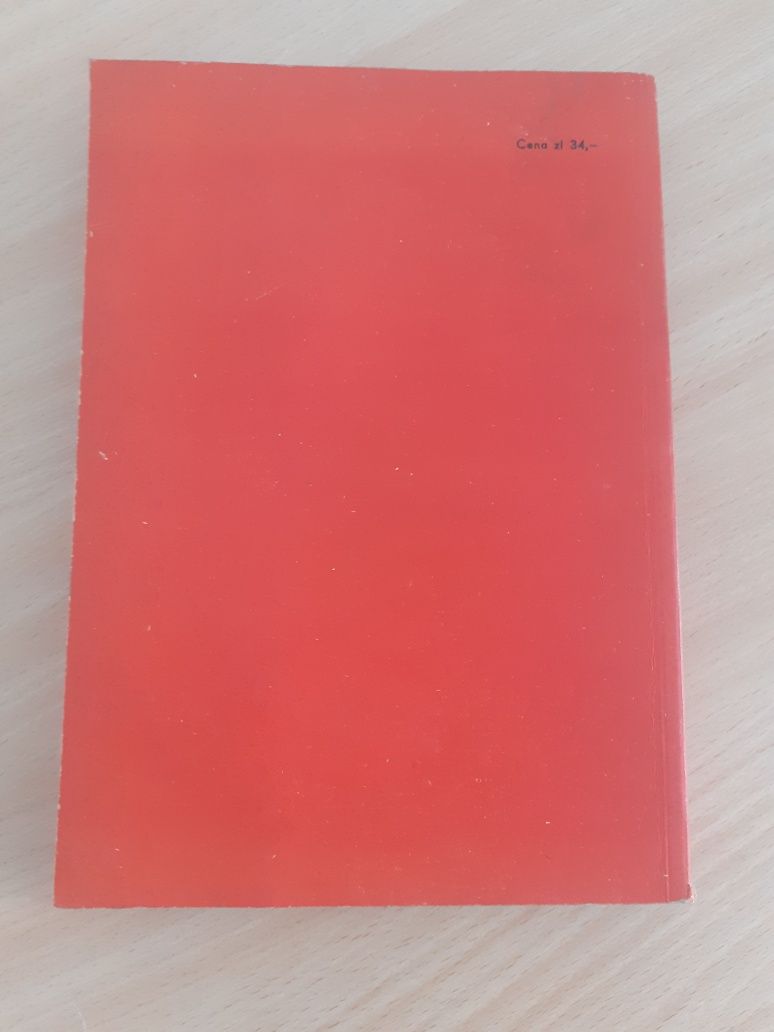 Cena zł 34,—